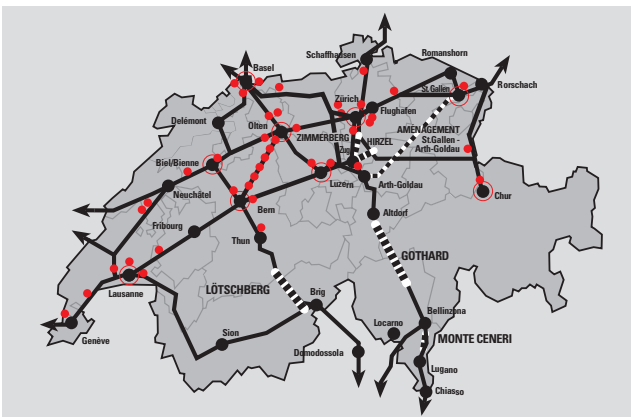 Schaffhausen
Romanshorn
Basel
St.Gallen
Rorschach
Zürich
Flughafen
Delémont
Olten
ZIMMERBERG
HIRZEL
AMÉNAGEMENT
St.Gallen -
Arth-Goldau
Zug
Biel/Bienne
Luzern
Arth-Goldau
Chur
Neuchâtel
Bern
Altdorf
Fribourg
Thun
GOTHARD
Lausanne
LÖTSCHBERG
Brig
Bellinzona
Locarno
Genève
Sion
MONTE CENERI
Domodossola
Lugano
Chiasso